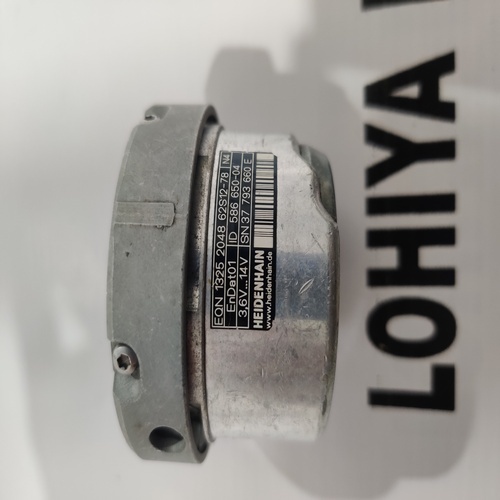 EQN 1325 2048 62S12-78 N4
EnDat01 ID 586 650-04
3,6V...14V SN 37 793 660 E
HEIDENHAIN
www.heidenhain.de
LOHIYA